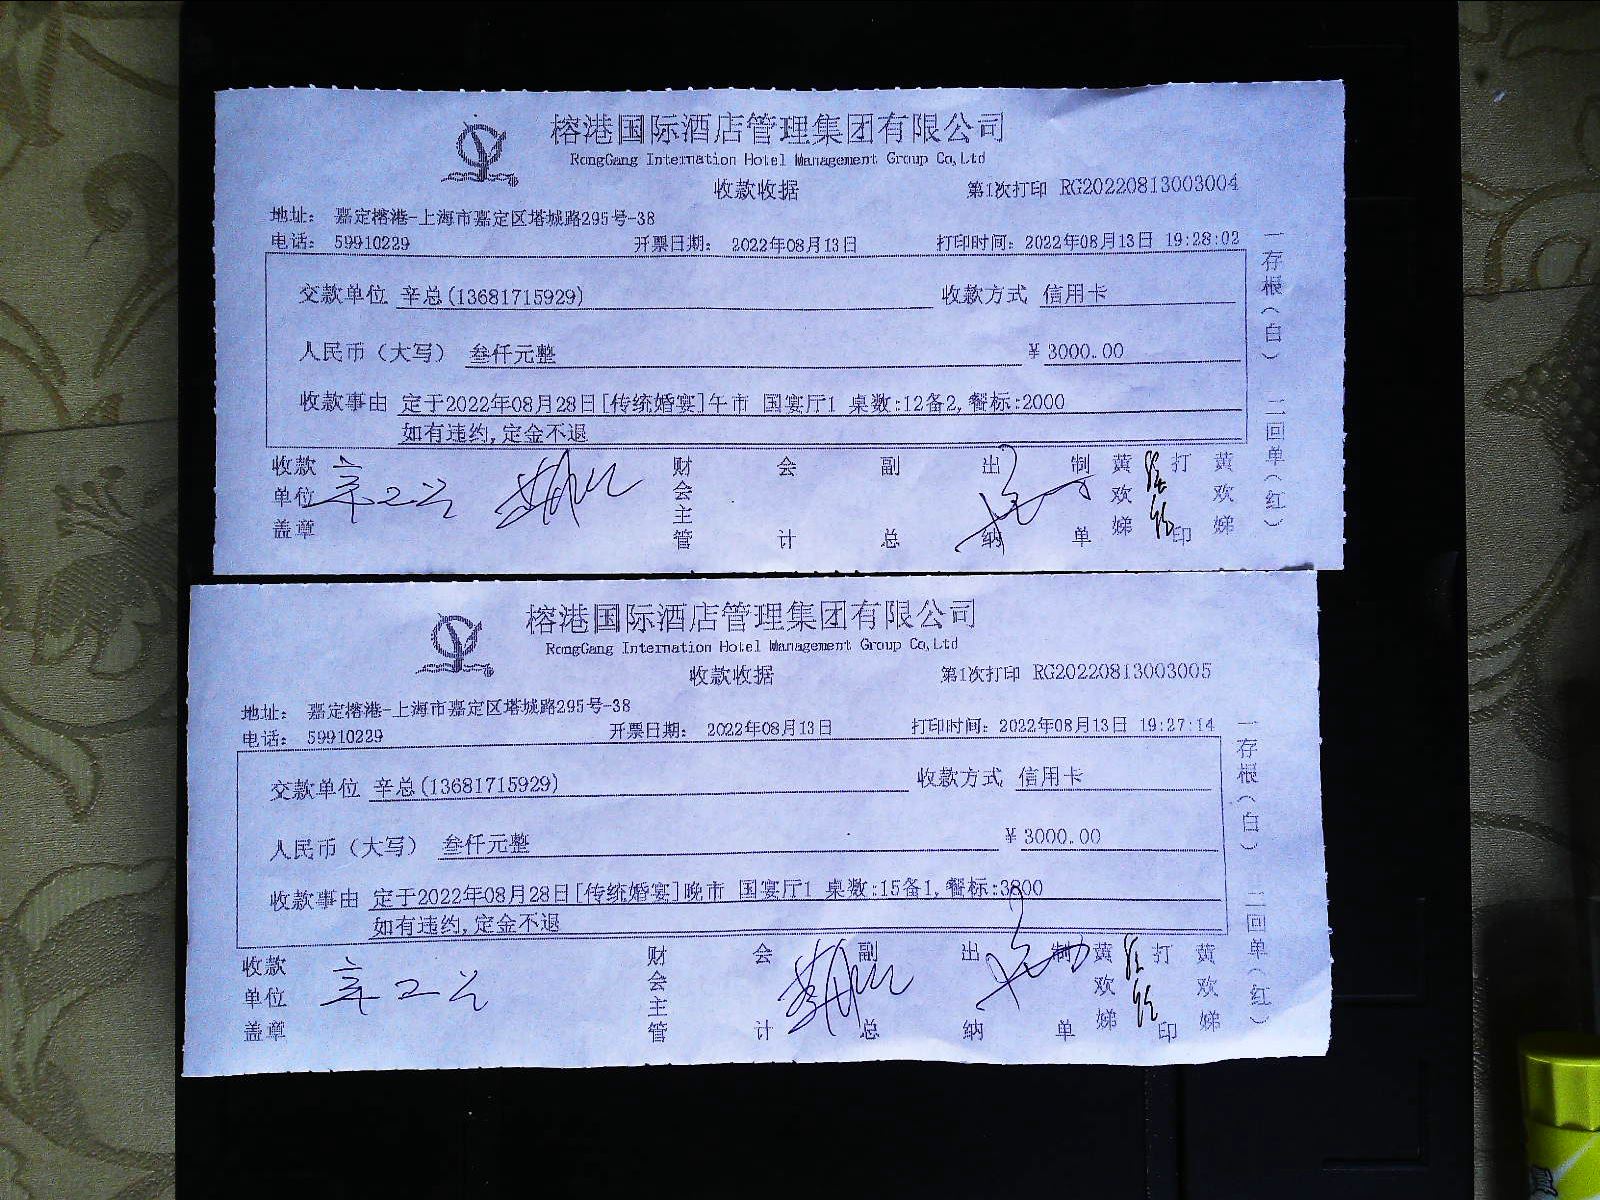 榕港国际酒店管理集团有限公司
RongGang Internation Hotel Management Group Co,Ltd
收款收据 第1次打印 RG20220813003004
地址： 嘉定榕港-上海市嘉定区塔城路295号-38
电话： 59910229 开票日期： 2022年08月13日 打印时间：2022年08月13日 19:28:02
交款单位 辛总(13681715929) 收款方式 信用卡
人民币（大写） 叁仟元整 ￥3000.00
收款事由 定于2022年08月28日[传统婚宴]午市 国宴厅1 桌数:12备2,餐标:2000
如有违约,定金不退
收款单位盖章 财会主管 会计 副总 出纳 制单 黄欢娣 打印 黄欢娣
一存根（白） 二回单（红）
榕港国际酒店管理集团有限公司
RongGang Internation Hotel Management Group Co,Ltd
收款收据 第1次打印 RG20220813003005
地址： 嘉定榕港-上海市嘉定区塔城路295号-38
电话： 59910229 开票日期： 2022年08月13日 打印时间：2022年08月13日 19:27:14
交款单位 辛总(13681715929) 收款方式 信用卡
人民币（大写） 叁仟元整 ￥3000.00
收款事由 定于2022年08月28日[传统婚宴]晚市 国宴厅1 桌数:15备1,餐标:3800
如有违约,定金不退
收款单位盖章 财会主管 会计 副总 出纳 制单 黄欢娣 打印 黄欢娣
一存根（白） 二回单（红）